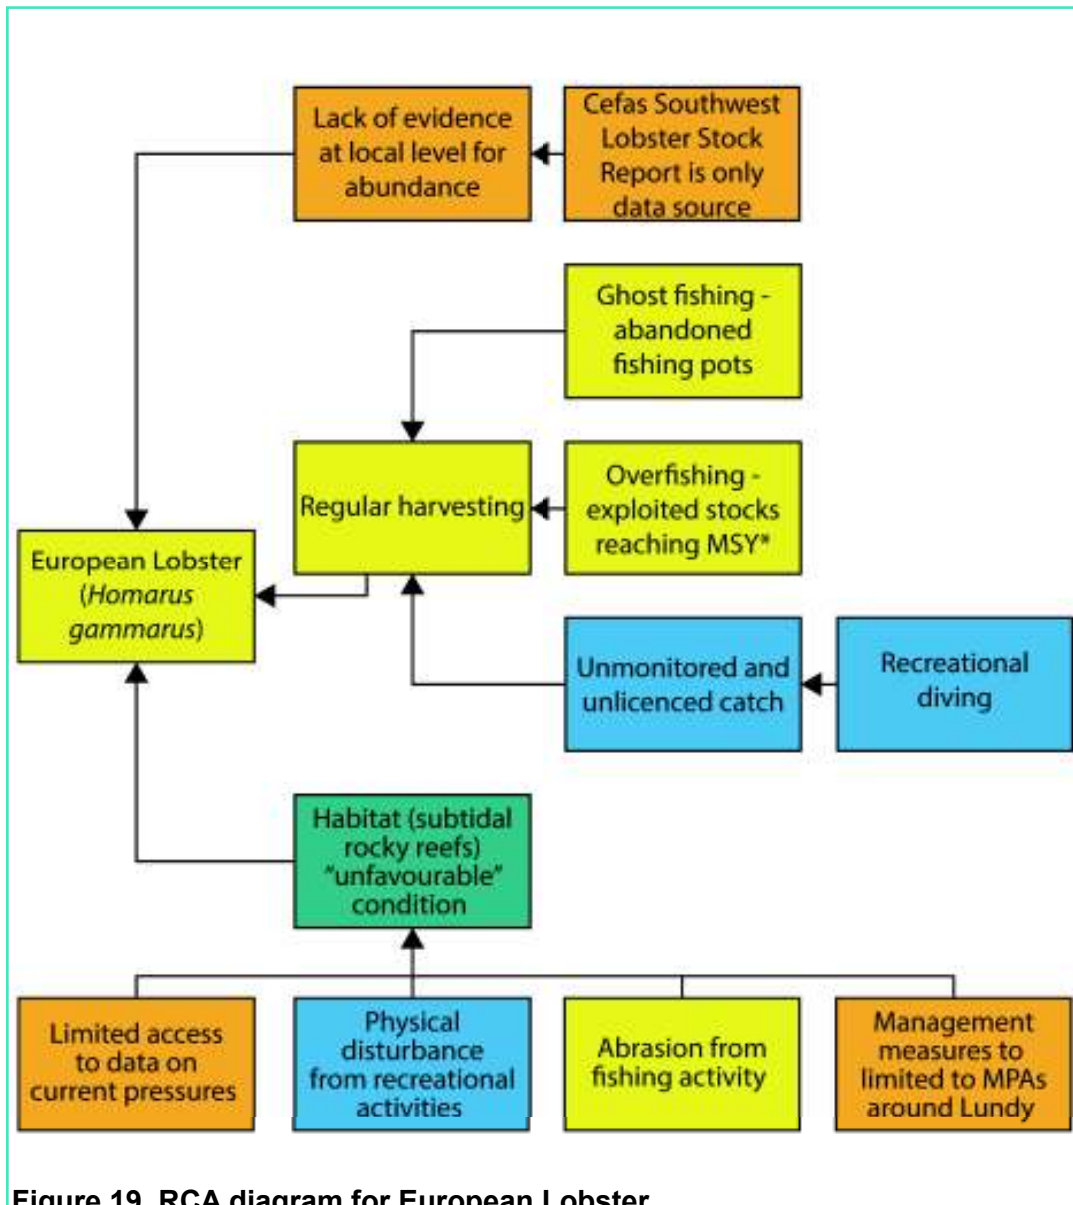 Lack of evidence
at local level for
abundance
Cefas Southwest
Lobster Stock
Report is only
data source
Ghost fishing -
abandoned
fishing pots
Regular harvesting
Overfishing -
exploited stocks
reaching MSY*
European Lobster
(Homarus
gammarus)
Unmonitored and
unlicenced catch
Recreational
diving
Habitat (subtidal
rocky reefs)
"unfavourable"
condition
Limited access
to data on
current pressures
Physical
disturbance
from recreational
activities
Abrasion from
fishing activity
Management
measures to
limited to MPAs
around Lundy
Figure 19. RCA diagram for European Lobster